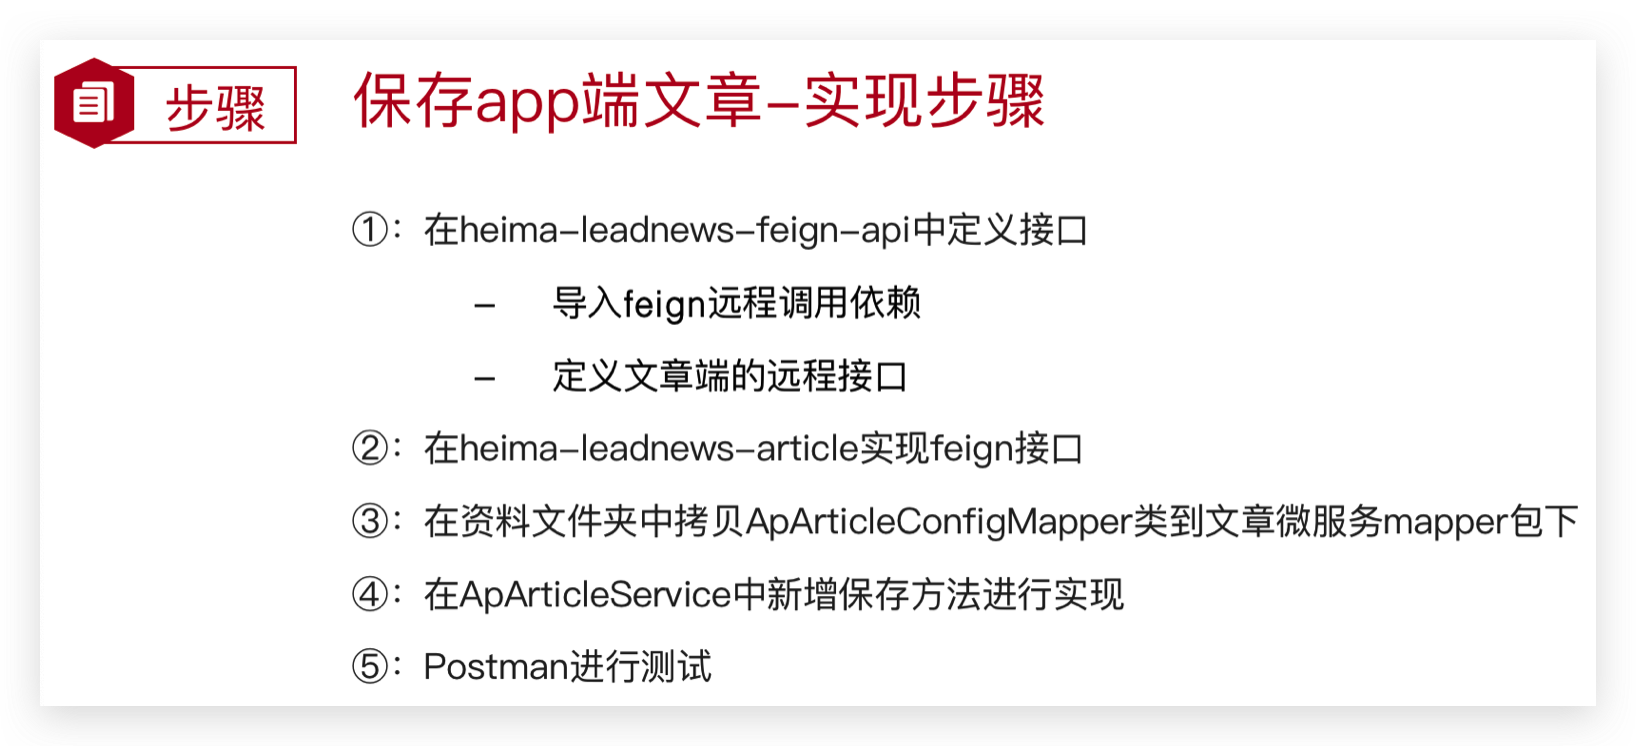 步骤
保存app端文章-实现步骤
①：在heima-leadnews-feign-api中定义接口
– 导入feign远程调用依赖
– 定义文章端的远程接口
②：在heima-leadnews-article实现feign接口
③：在资料文件夹中拷贝ApArticleConfigMapper类到文章微服务mapper包下
④：在ApArticleService中新增保存方法进行实现
⑤：Postman进行测试